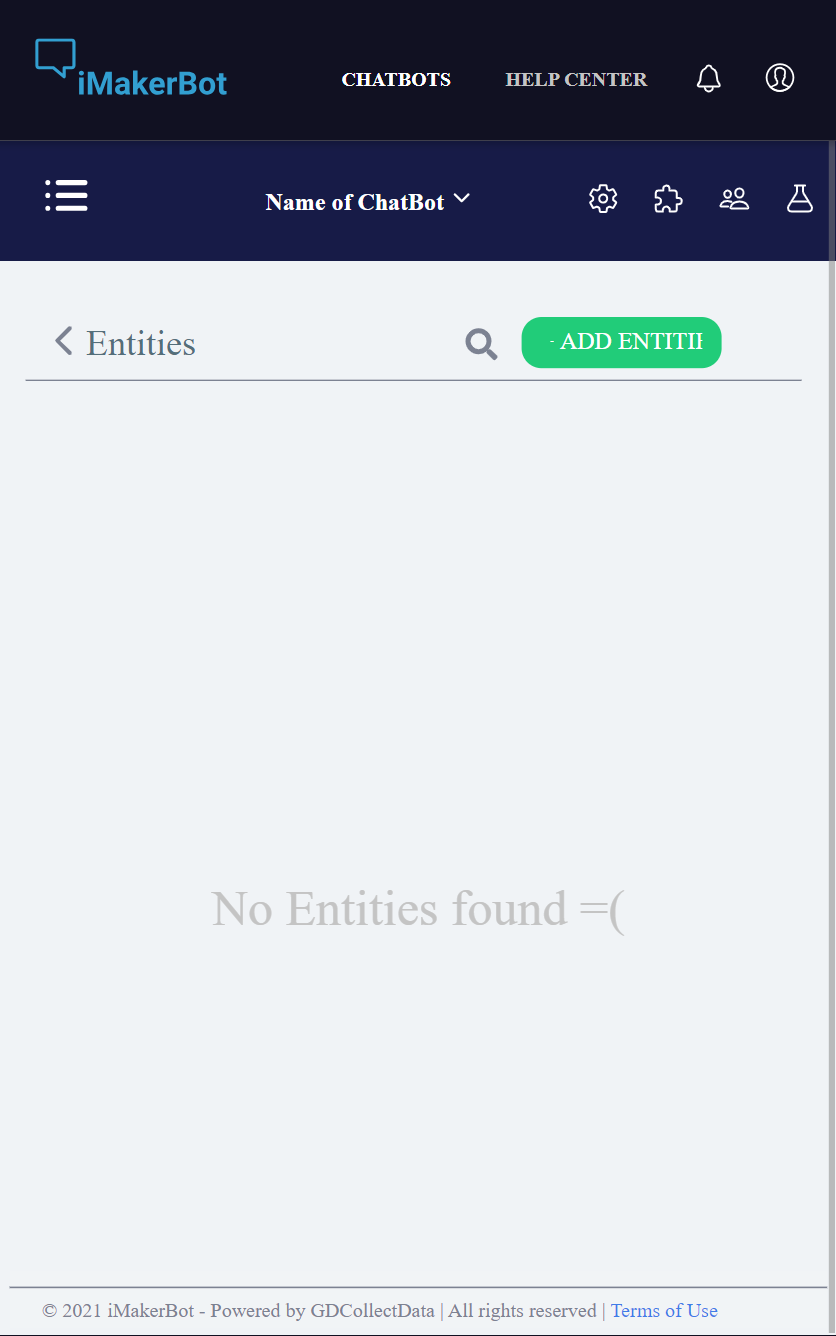 iMakerBot
CHATBOTS
HELP CENTER
Name of ChatBot
Entities
ADD ENTITI
No Entities found =(
© 2021 iMakerBot - Powered by GDCollectData | All rights reserved | Terms of Use